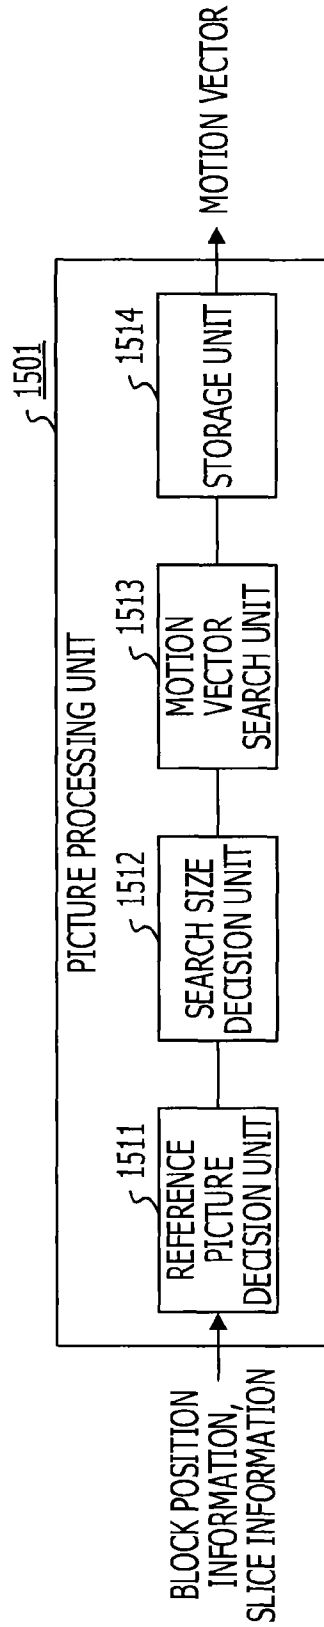 BLOCK POSITION
INFORMATION,
SLICE INFORMATION
PICTURE PROCESSING UNIT
1501
1511
REFERENCE
PICTURE
DECISION UNIT
1512
SEARCH SIZE
DECISION UNIT
1513
MOTION
VECTOR
SEARCH UNIT
1514
STORAGE UNIT
MOTION VECTOR